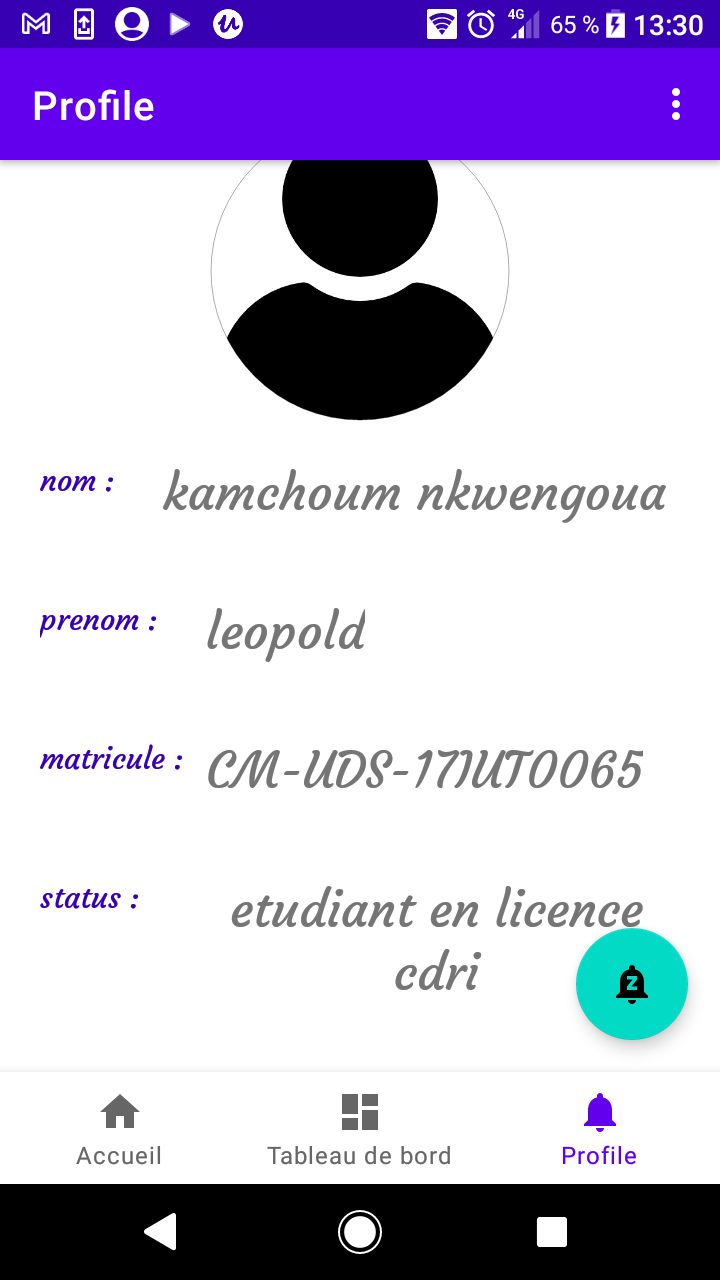 4G 65 % 13:30
Profile
nom : kamchoum nkwengoua
prenom : leopold
matricule : CM-UDS-17IUT0065
status : etudiant en licence
cdri
Z
Accueil Tableau de bord Profile